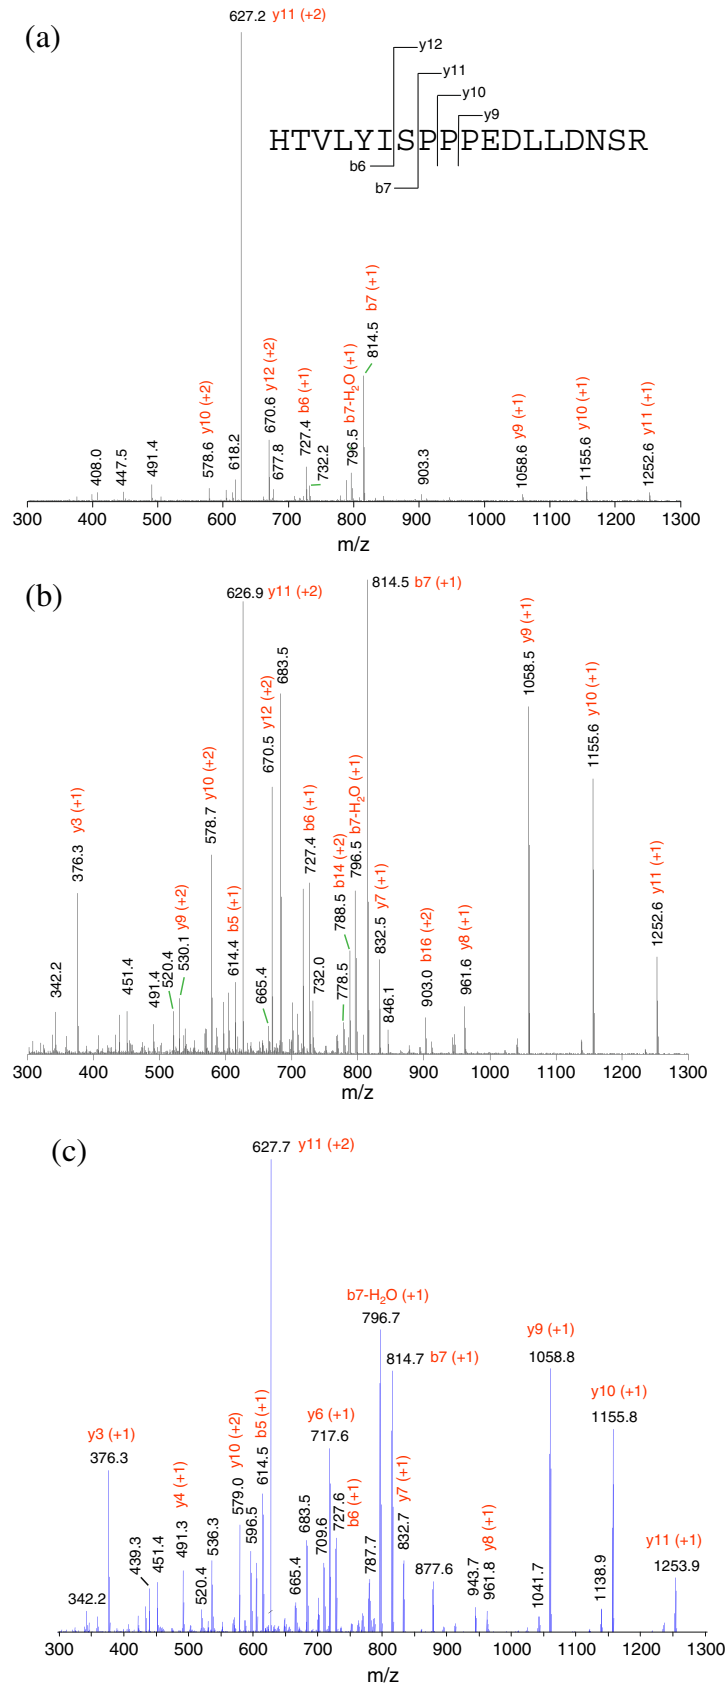 (a)
627.2 y11 (+2)
y12
y11
y10
y9
HTVLYISPPPEDLLDNSR
b6
b7
408.0
447.5
491.4
578.6 y10 (+2)
618.2
670.6 y12 (+2)
677.8
727.4 b6 (+1)
732.2
796.5 b7-H2O (+1)
814.5 b7 (+1)
903.3
1058.6 y9 (+1)
1155.6 y10 (+1)
1252.6 y11 (+1)
300 400 500 600 700 800 900 1000 1100 1200 1300
m/z
(b)
626.9 y11 (+2)
814.5 b7 (+1)
342.2
376.3 y3 (+1)
451.4
491.4
520.4
530.1 y9 (+2)
578.7 y10 (+2)
614.4 b5 (+1)
665.4
670.5 y12 (+2)
683.5
727.4 b6 (+1)
732.0
778.5
788.5 b14 (+2)
796.5 b7-H2O (+1)
832.5 y7 (+1)
846.1
903.0 b16 (+2)
961.6 y8 (+1)
1058.5 y9 (+1)
1155.6 y10 (+1)
1252.6 y11 (+1)
300 400 500 600 700 800 900 1000 1100 1200 1300
m/z
(c)
627.7 y11 (+2)
b7-H2O (+1)
796.7
814.7 b7 (+1)
y9 (+1)
1058.8
y10 (+1)
1155.8
y6 (+1)
717.6
y3 (+1)
376.3
342.2
439.3
451.4
491.3 y4 (+1)
520.4
536.3
579.0 y10 (+2)
596.5
614.5 b5 (+1)
665.4
683.5
709.6
727.6
b6 (+1)
787.7
832.7 y7 (+1)
877.6
943.7
961.8 y8 (+1)
1041.7
1138.9
y11 (+1)
1253.9
300 400 500 600 700 800 900 1000 1100 1200 1300
m/z